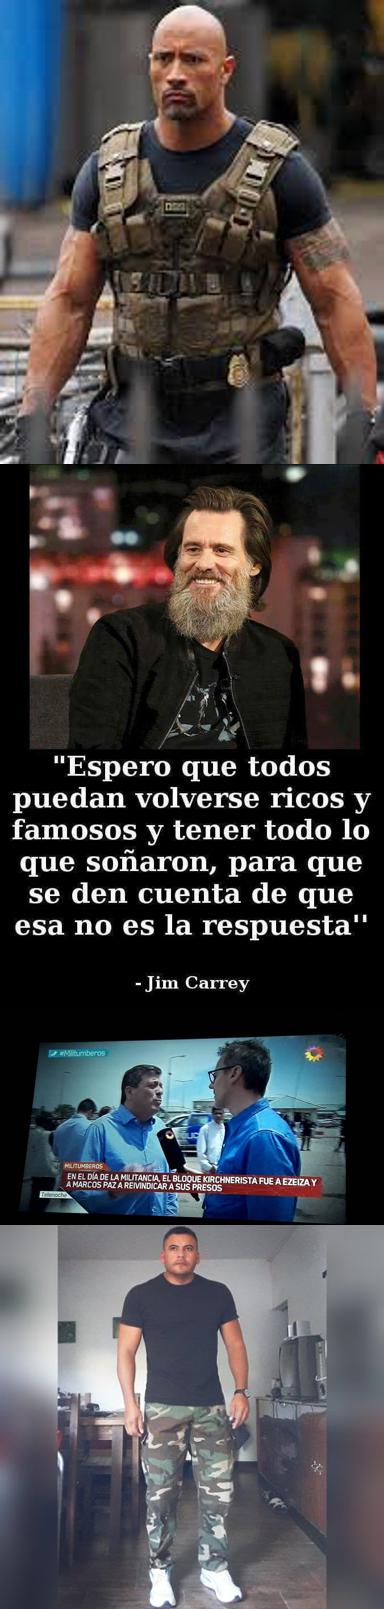 DSS
"Espero que todos
puedan volverse ricos y
famosos y tener todo lo
que soñaron, para que
se den cuenta de que
esa no es la respuesta"
- Jim Carrey
#Militumberos
MILITUMBEROS
EN EL DÍA DE LA MILITANCIA, EL BLOQUE KIRCHNERISTA FUE A EZEIZA Y
A MARCOS PAZ A REIVINDICAR A SUS PRESOS
Telenoche